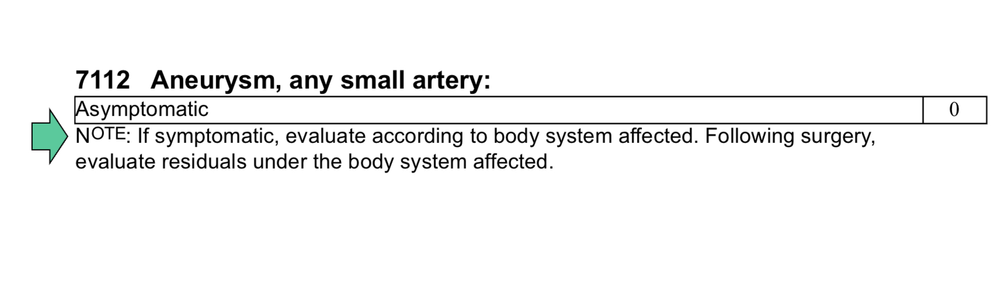 7112 Aneurysm, any small artery:
Asymptomatic 0
NOTE: If symptomatic, evaluate according to body system affected. Following surgery,
evaluate residuals under the body system affected.